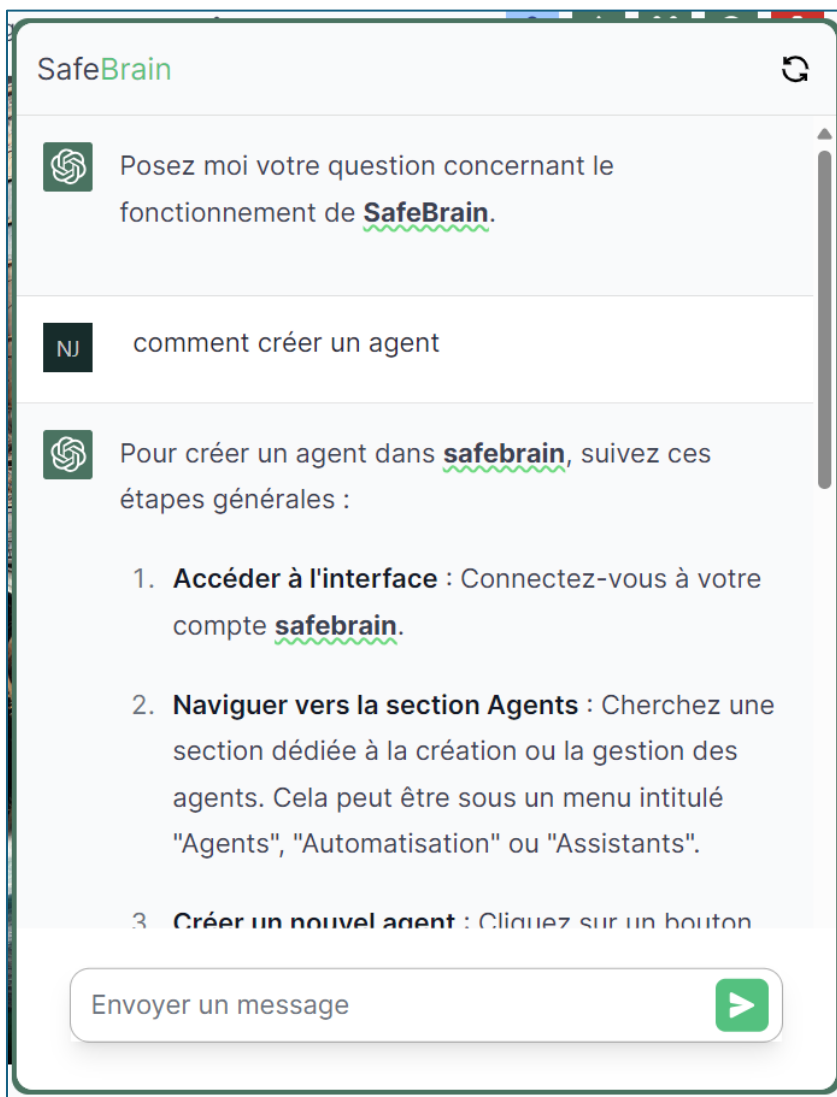 SafeBrain
Posez moi votre question concernant le
fonctionnement de SafeBrain.
NJ
comment créer un agent
Pour créer un agent dans safebrain, suivez ces
étapes générales :
1. Accéder à l'interface : Connectez-vous à votre
compte safebrain.
2. Naviguer vers la section Agents : Cherchez une
section dédiée à la création ou la gestion des
agents. Cela peut être sous un menu intitulé
"Agents", "Automatisation" ou "Assistants".
3. Créer un nouvel agent : Cliquez sur un bouton
Envoyer un message